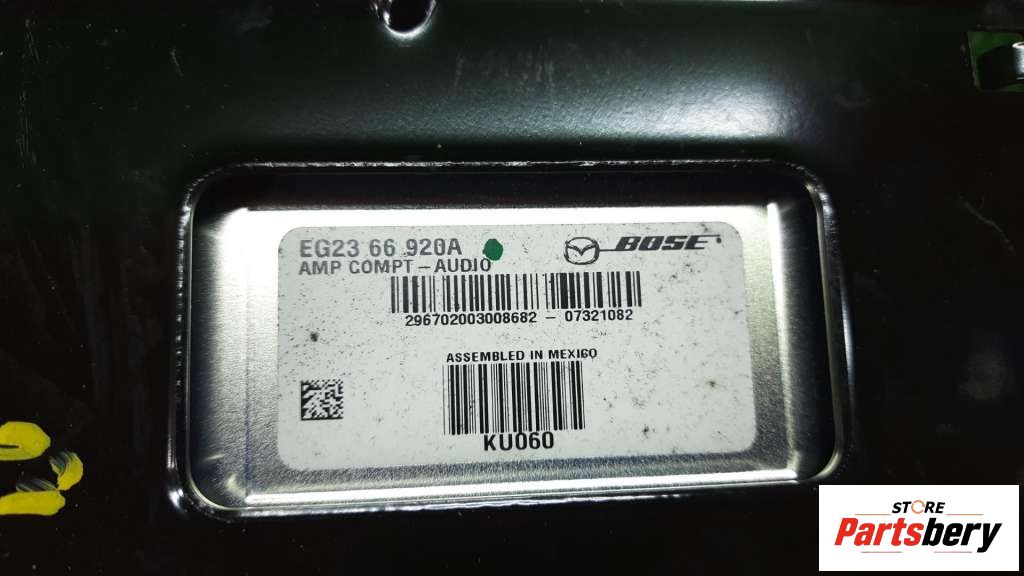 EG23 66 920A BOSE
AMP COMPT-AUDIO
296702003008682 - 07321082
ASSEMBLED IN MEXICO
KU060
STORE
Partsbery